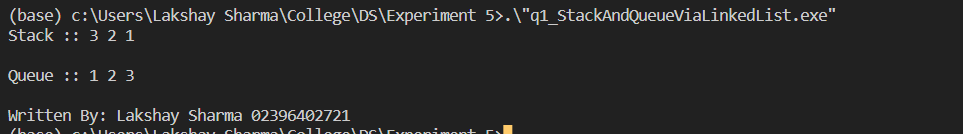 (base) c:\Users\Lakshay Sharma\College\DS\Experiment 5>.\"q1_StackAndQueueViaLinkedList.exe"
Stack :: 3 2 1
Queue :: 1 2 3
Written By: Lakshay Sharma 02396402721
(base) c:\Users\Lakshay Sharma\College\DS\Experiment 5>